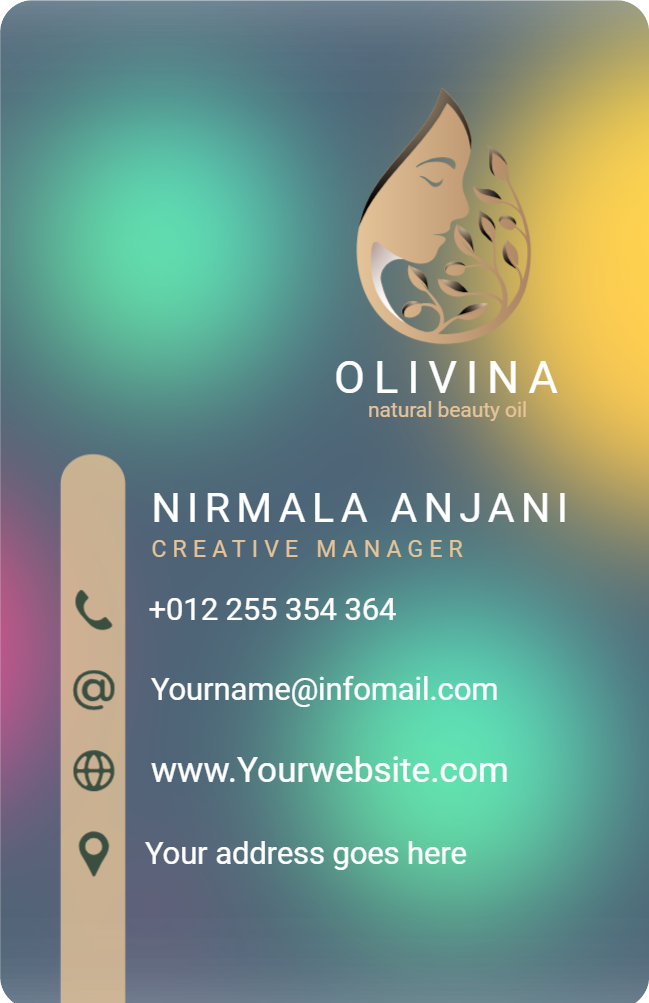 OLIVINA
natural beauty oil
NIRMALA ANJANI
CREATIVE MANAGER
+012 255 354 364
Yourname@infomail.com
www.Yourwebsite.com
Your address goes here